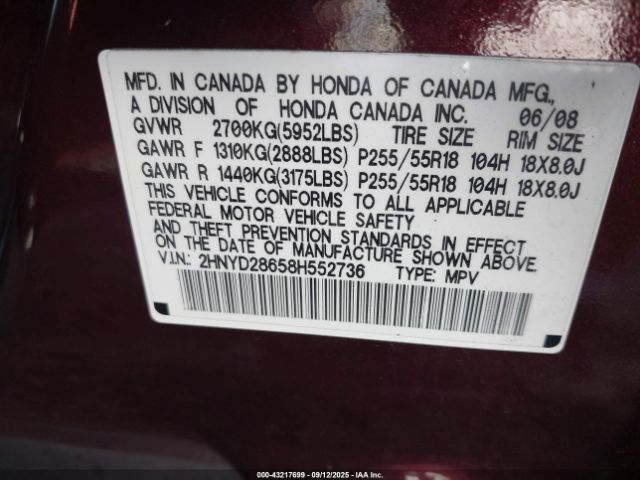 MFD. IN CANADA BY HONDA OF CANADA MFG.,
A DIVISION OF HONDA CANADA INC. 06/08
GVWR 2700KG(5952LBS) TIRE SIZE RIM SIZE
GAWR F 1310KG(2888LBS) P255/55R18 104H 18X8.0J
GAWR R 1440KG(3175LBS) P255/55R18 104H 18X8.0J
THIS VEHICLE CONFORMS TO ALL APPLICABLE
FEDERAL MOTOR VEHICLE SAFETY
AND THEFT PREVENTION STANDARDS IN EFFECT
ON THE DATE OF MANUFACTURE SHOWN ABOVE.
V.I.N.: 2HNYD28658H552736 TYPE: MPV
000-43217699 - 09/12/2025 - IAA Inc.